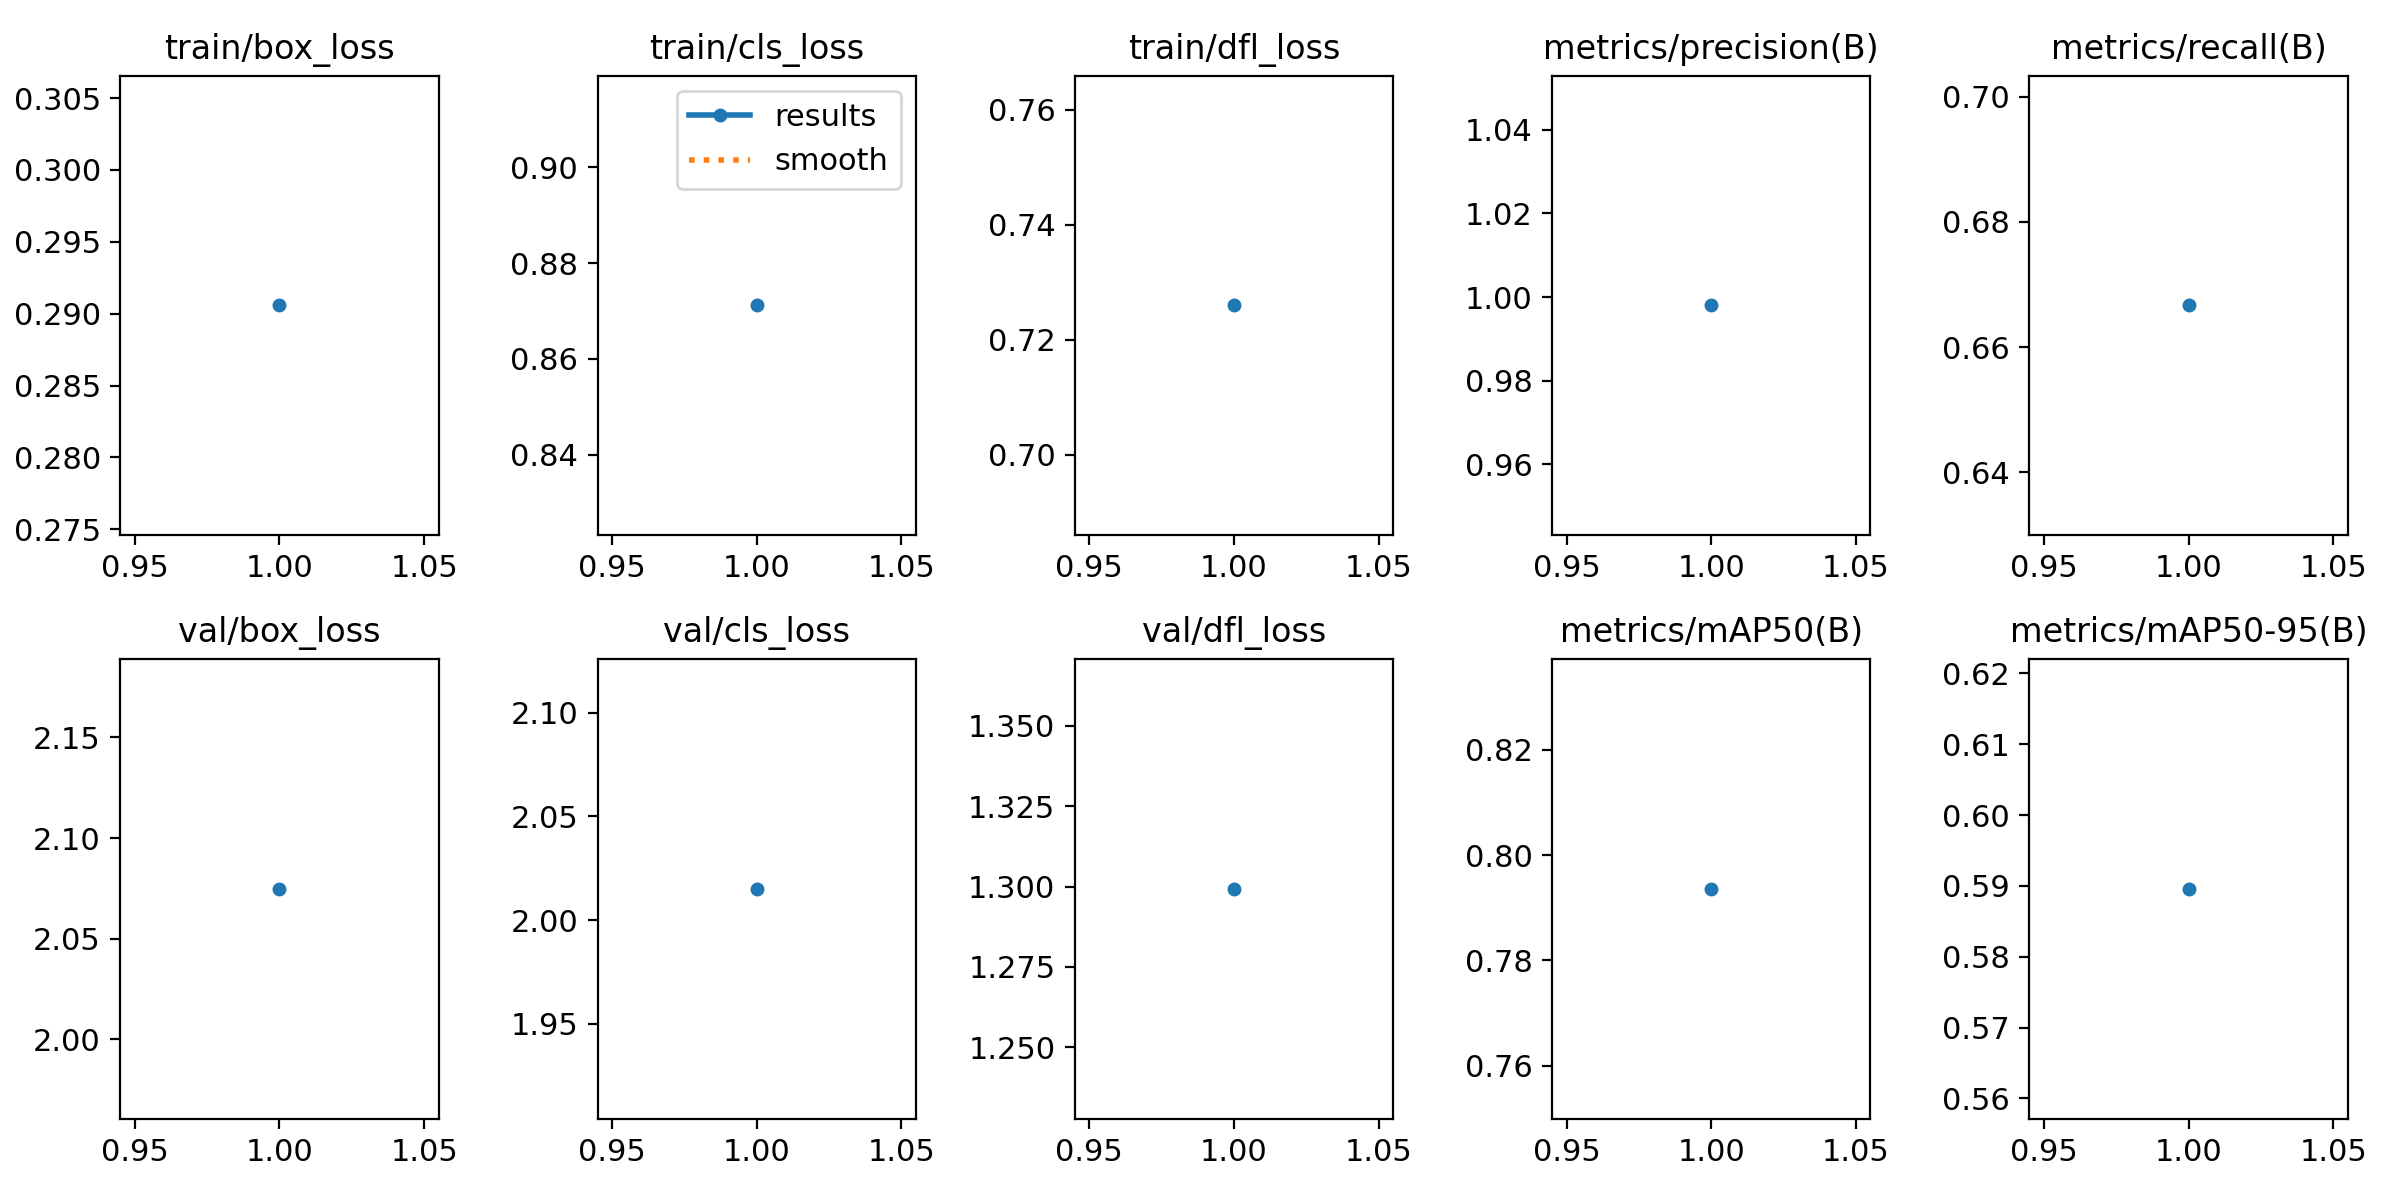 train/box_loss
0.305
0.300
0.295
0.290
0.285
0.280
0.275
0.95 1.00 1.05
train/cls_loss
results
smooth
0.90
0.88
0.86
0.84
0.95 1.00 1.05
train/dfl_loss
0.76
0.74
0.72
0.70
0.95 1.00 1.05
metrics/precision(B)
1.04
1.02
1.00
0.98
0.96
0.95 1.00 1.05
metrics/recall(B)
0.70
0.68
0.66
0.64
0.95 1.00 1.05
val/box_loss
2.15
2.10
2.05
2.00
0.95 1.00 1.05
val/cls_loss
2.10
2.05
2.00
1.95
0.95 1.00 1.05
val/dfl_loss
1.350
1.325
1.300
1.275
1.250
0.95 1.00 1.05
metrics/mAP50(B)
0.82
0.80
0.78
0.76
0.95 1.00 1.05
metrics/mAP50-95(B)
0.62
0.61
0.60
0.59
0.58
0.57
0.56
0.95 1.00 1.05